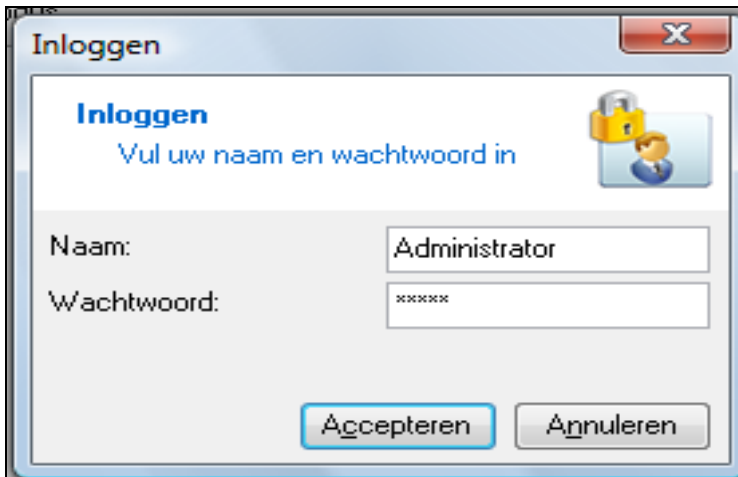 Inloggen
Inloggen
Vul uw naam en wachtwoord in
Naam:
Administrator
Wachtwoord:
*****
Accepteren
Annuleren